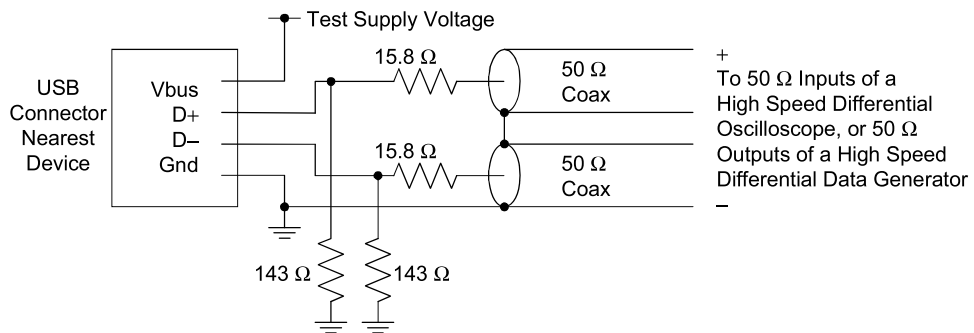 Test Supply Voltage
USB
Connector
Nearest
Device
Vbus
D+
D−
Gnd
15.8 Ω
50 Ω
Coax
15.8 Ω
50 Ω
Coax
+
To 50 Ω Inputs of a
High Speed Differential
Oscilloscope, or 50 Ω
Outputs of a High Speed
Differential Data Generator
−
143 Ω
143 Ω